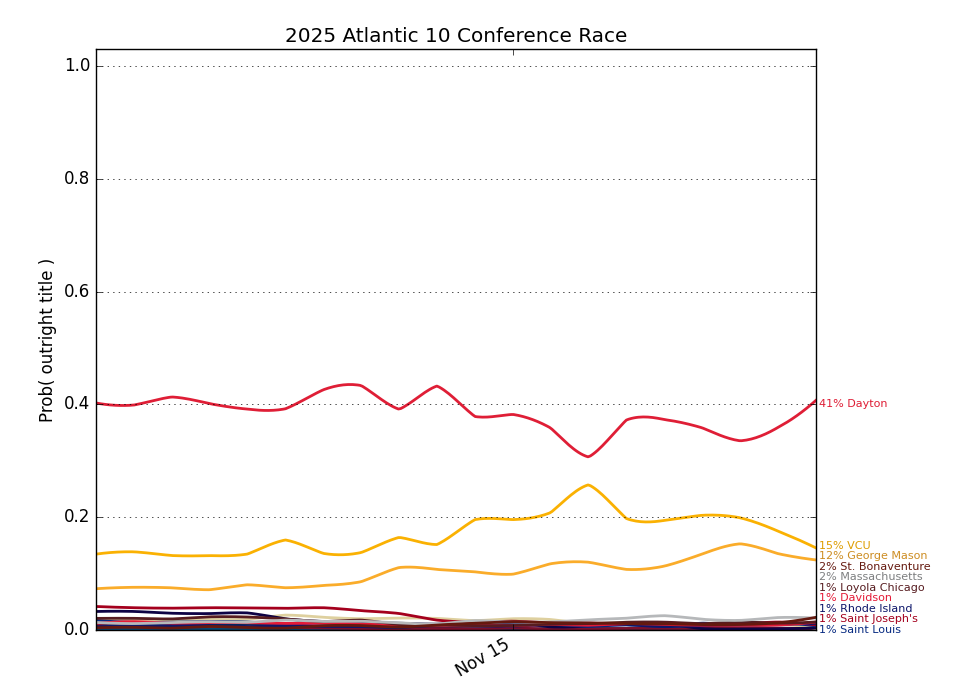 2025 Atlantic 10 Conference Race
Prob( outright title )
1.0
0.8
0.6
0.4
0.2
0.0
Nov 15
41% Dayton
15% VCU
12% George Mason
2% St. Bonaventure
2% Massachusetts
1% Loyola Chicago
1% Davidson
1% Rhode Island
1% Saint Joseph's
1% Saint Louis